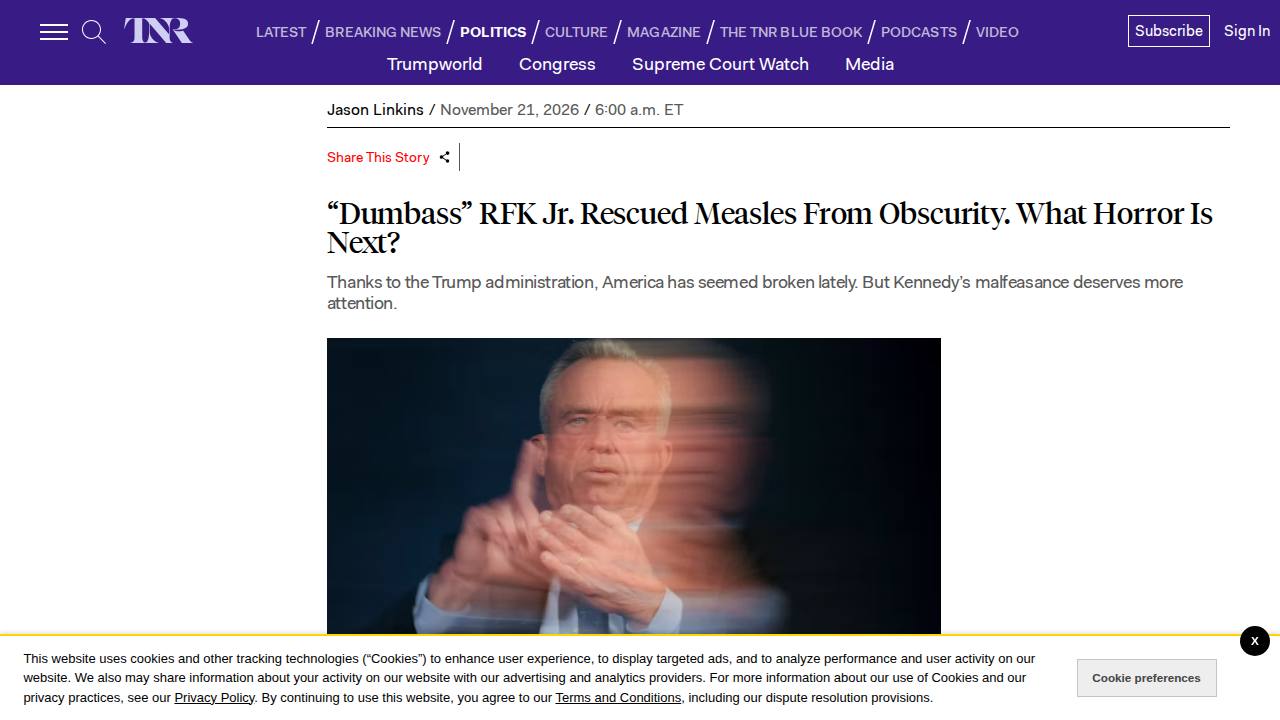 TNR
LATEST / BREAKING NEWS / POLITICS / CULTURE / MAGAZINE / THE TNR BLUE BOOK / PODCASTS / VIDEO
Subscribe
Sign In
Trumpworld Congress Supreme Court Watch Media
Jason Linkins / November 21, 2026 / 6:00 a.m. ET
Share This Story
“Dumbass” RFK Jr. Rescued Measles From Obscurity. What Horror Is
Next?
Thanks to the Trump administration, America has seemed broken lately. But Kennedy’s malfeasance deserves more
attention.
X
This website uses cookies and other tracking technologies (“Cookies”) to enhance user experience, to display targeted ads, and to analyze performance and user activity on our
website. We also may share information about your activity on our website with our advertising and analytics providers. For more information about our use of Cookies and our
privacy practices, see our Privacy Policy. By continuing to use this website, you agree to our Terms and Conditions, including our dispute resolution provisions.
Cookie preferences